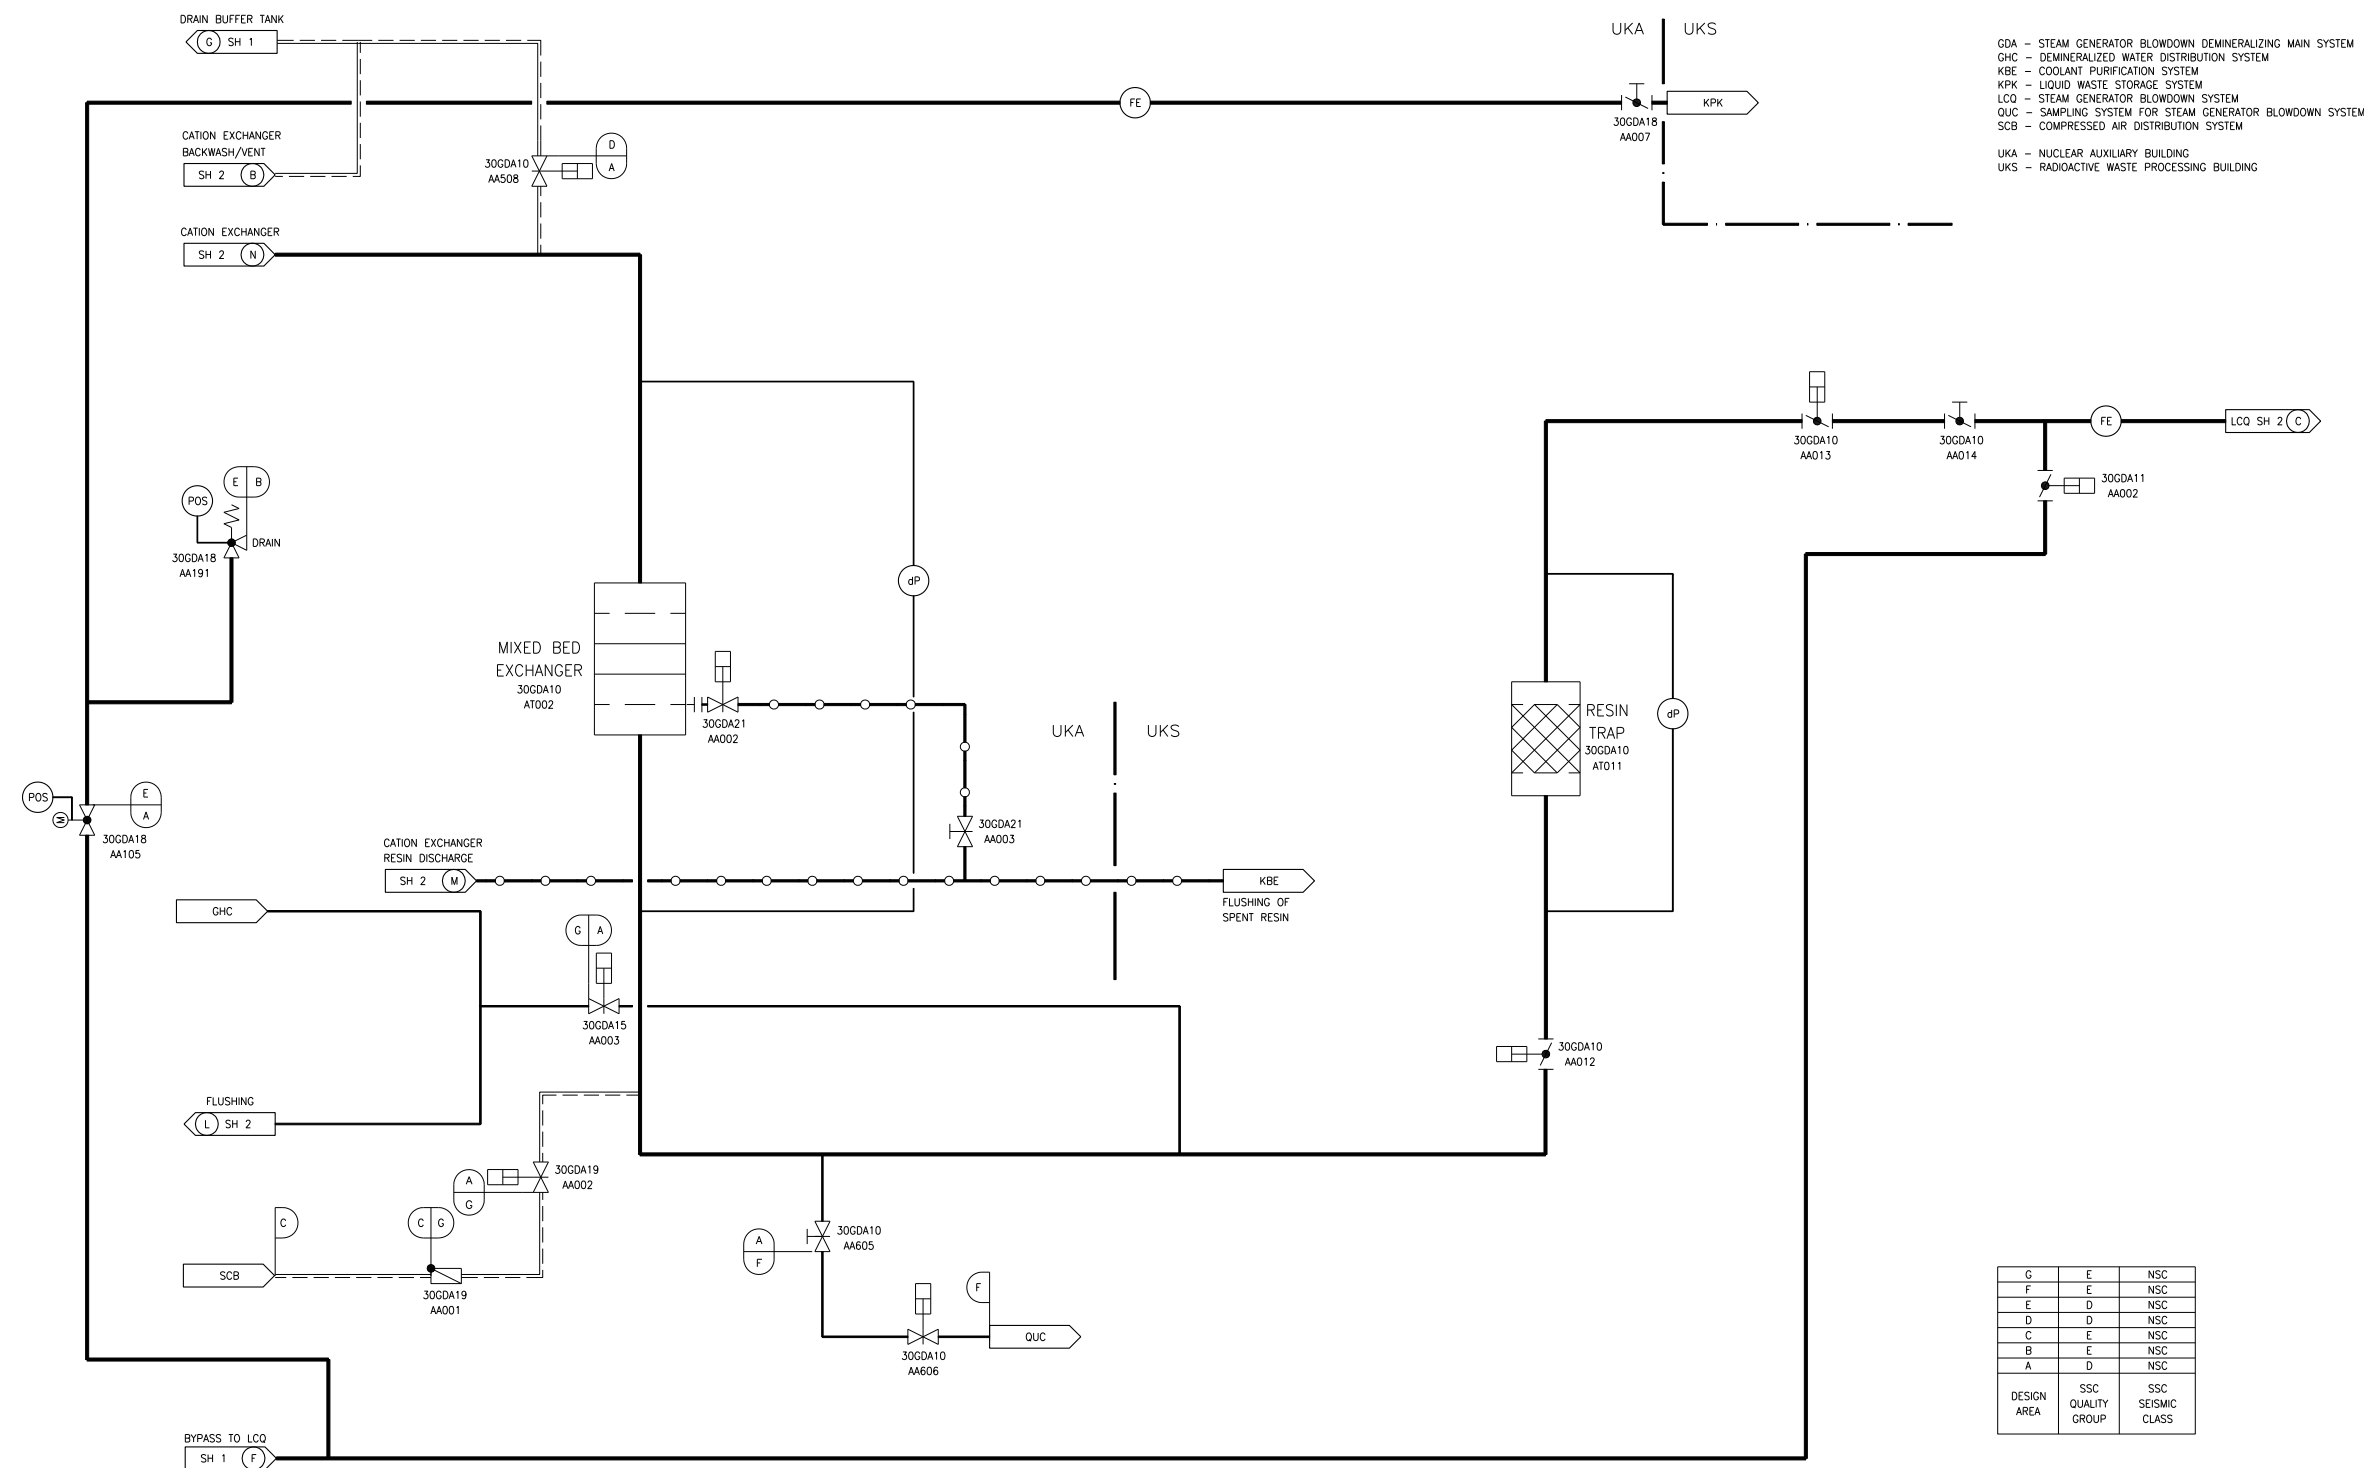 DRAIN BUFFER TANK
G SH 1
UKA UKS
GDA – STEAM GENERATOR BLOWDOWN DEMINERALIZING MAIN SYSTEM
GHC – DEMINERALIZED WATER DISTRIBUTION SYSTEM
KBE – COOLANT PURIFICATION SYSTEM
KPK – LIQUID WASTE STORAGE SYSTEM
LCQ – STEAM GENERATOR BLOWDOWN SYSTEM
QUC – SAMPLING SYSTEM FOR STEAM GENERATOR BLOWDOWN SYSTEM
SCB – COMPRESSED AIR DISTRIBUTION SYSTEM
UKA – NUCLEAR AUXILIARY BUILDING
UKS – RADIOACTIVE WASTE PROCESSING BUILDING
FE
KPK
30GDA18
AA007
CATION EXCHANGER
BACKWASH/VENT
SH 2 B
30GDA10
AA508
D
A
CATION EXCHANGER
SH 2 N
30GDA10
AA013
30GDA10
AA014
FE
LCQ SH 2 C
30GDA11
AA002
E B
POS
DRAIN
30GDA18
AA191
dP
MIXED BED
EXCHANGER
30GDA10
AT002
30GDA21
AA002
UKA UKS
RESIN
TRAP
30GDA10
AT011
dP
POS
M
E
A
30GDA18
AA105
30GDA21
AA003
CATION EXCHANGER
RESIN DISCHARGE
SH 2 M
KBE
FLUSHING OF
SPENT RESIN
GHC
G A
30GDA15
AA003
30GDA10
AA012
FLUSHING
L SH 2
30GDA19
AA002
A
G
C
C G
SCB
30GDA19
AA001
30GDA10
AA605
A
F
F
QUC
30GDA10
AA606
G E NSC
F E NSC
E D NSC
D D NSC
C E NSC
B E NSC
A D NSC
DESIGN
AREA
SSC
QUALITY
GROUP
SSC
SEISMIC
CLASS
BYPASS TO LCQ
SH 1 F